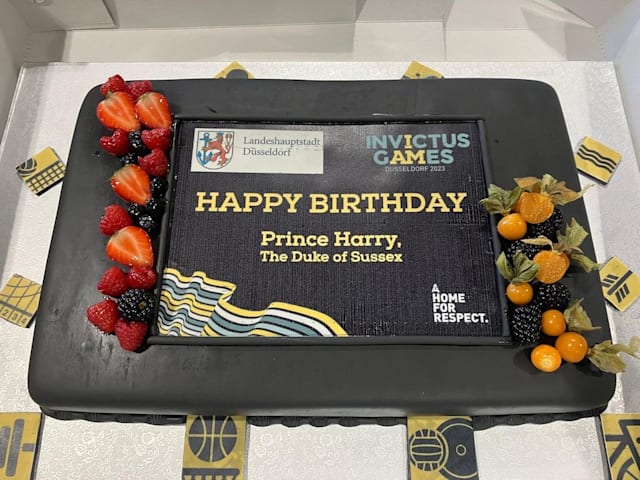 Landeshauptstadt
Düsseldorf
INVICTUS
GAMES
DÜSSELDORF 2023
HAPPY BIRTHDAY
Prince Harry,
The Duke of Sussex
A
HOME
FOR
RESPECT.